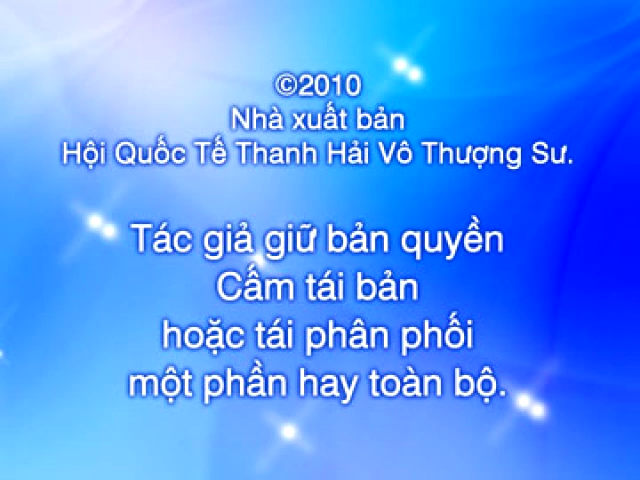 ©2010
Nhà xuất bản
Hội Quốc Tế Thanh Hải Vô Thượng Sư.
Tác giả giữ bản quyền
Cấm tái bản
hoặc tái phân phối
một phần hay toàn bộ.